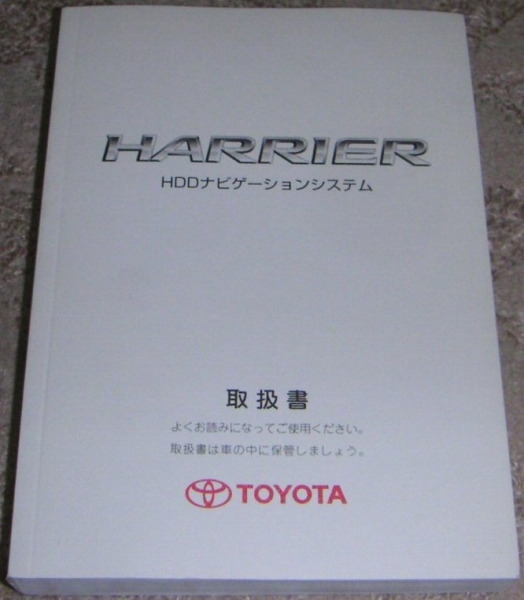 HARRIER
HDDナビゲーションシステム
取扱書
よくお読みになってご使用ください。
取扱書は車の中に保管しましょう。
TOYOTA